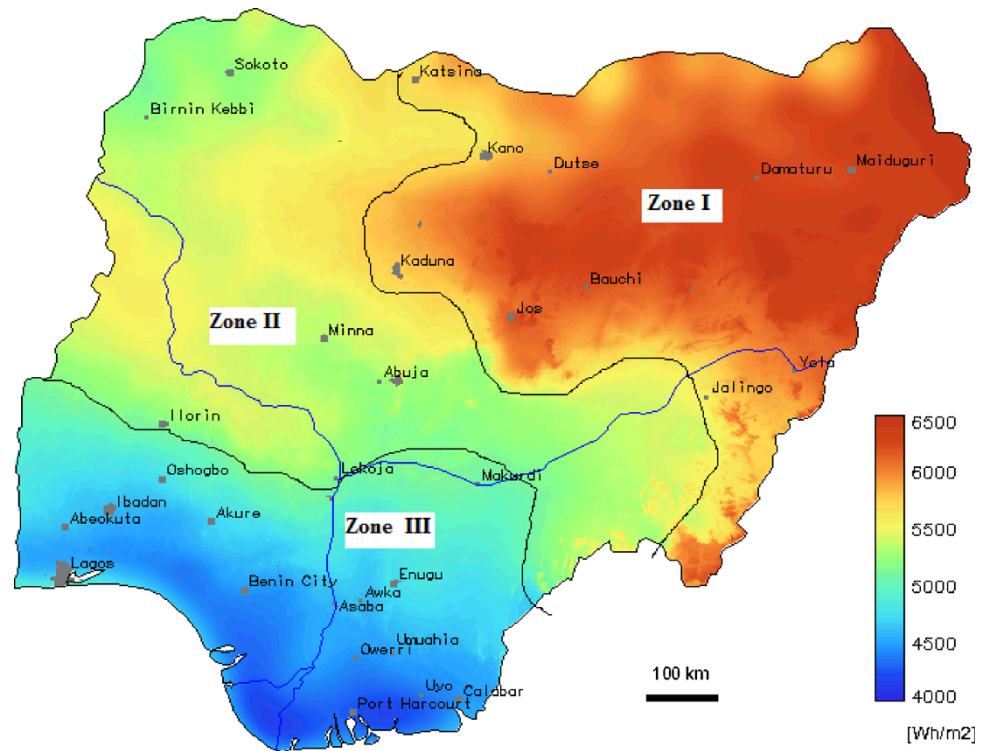 Sokoto
Katsina
Birnin Kebbi
Kano
Dutse
Damaturu
Maiduguri
Zone I
Kaduna
Bauchi
Jos
Zone II
Minna
Abuja
Yola
Jalingo
Ilorin
6500
Lokoja
Oshogbo
Makurdi
6000
Ibadan
Akure
Abeokuta
Zone III
5500
Lagos
Benin City
Enugu
5000
Awka
Asaba
Umuahia
4500
Owerri
100 km
Uyo
Calabar
4000
Port Harcourt
[Wh/m2]